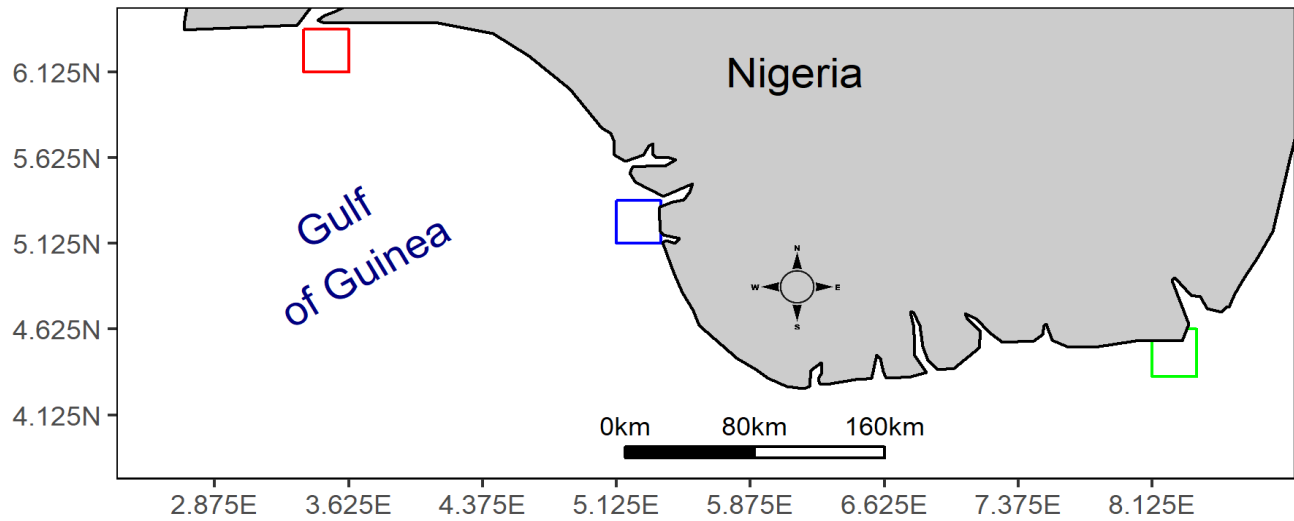 Nigeria
6.125N
5.625N
5.125N
4.625N
4.125N
Gulf
of Guinea
N
W E
S
0km 80km 160km
2.875E 3.625E 4.375E 5.125E 5.875E 6.625E 7.375E 8.125E